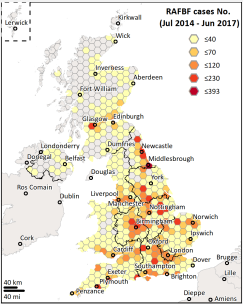 RAFBF cases No.
(Jul 2014 - Jun 2017)
≤40
≤70
≤120
≤230
≤393
Lerwick
Kirkwall
Wick
Inverness
Aberdeen
Fort William
Glasgow
Edinburgh
Londonderry
Dumfries
Newcastle
Donegal
Belfast
Middlesbrough
Douglas
York
Ros Comain
Dublin
Liverpool
Manchester
Nottingham
Norwich
Birmingham
Cork
Ipswich
Oxford
Cardiff
London
Brugge
Southampton
Dover
Exeter
Brighton
Lille
Plymouth
40 km
40 mi
Penzance
Dieppe
Amiens